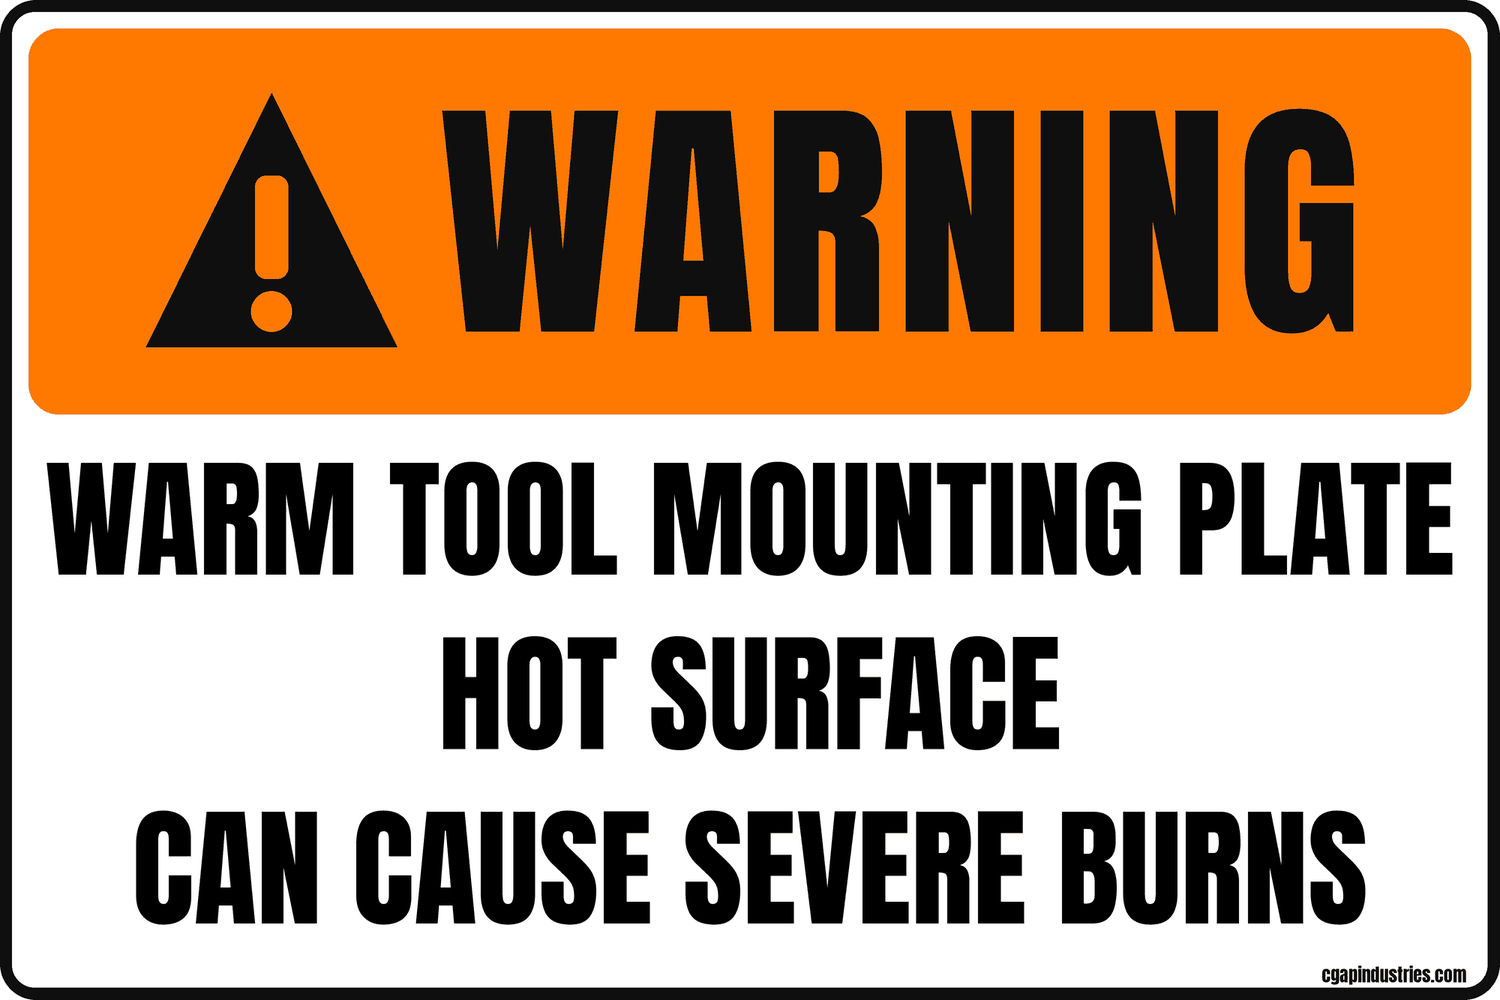 WARNING
WARM TOOL MOUNTING PLATE
HOT SURFACE
CAN CAUSE SEVERE BURNS
cgapindustries.com